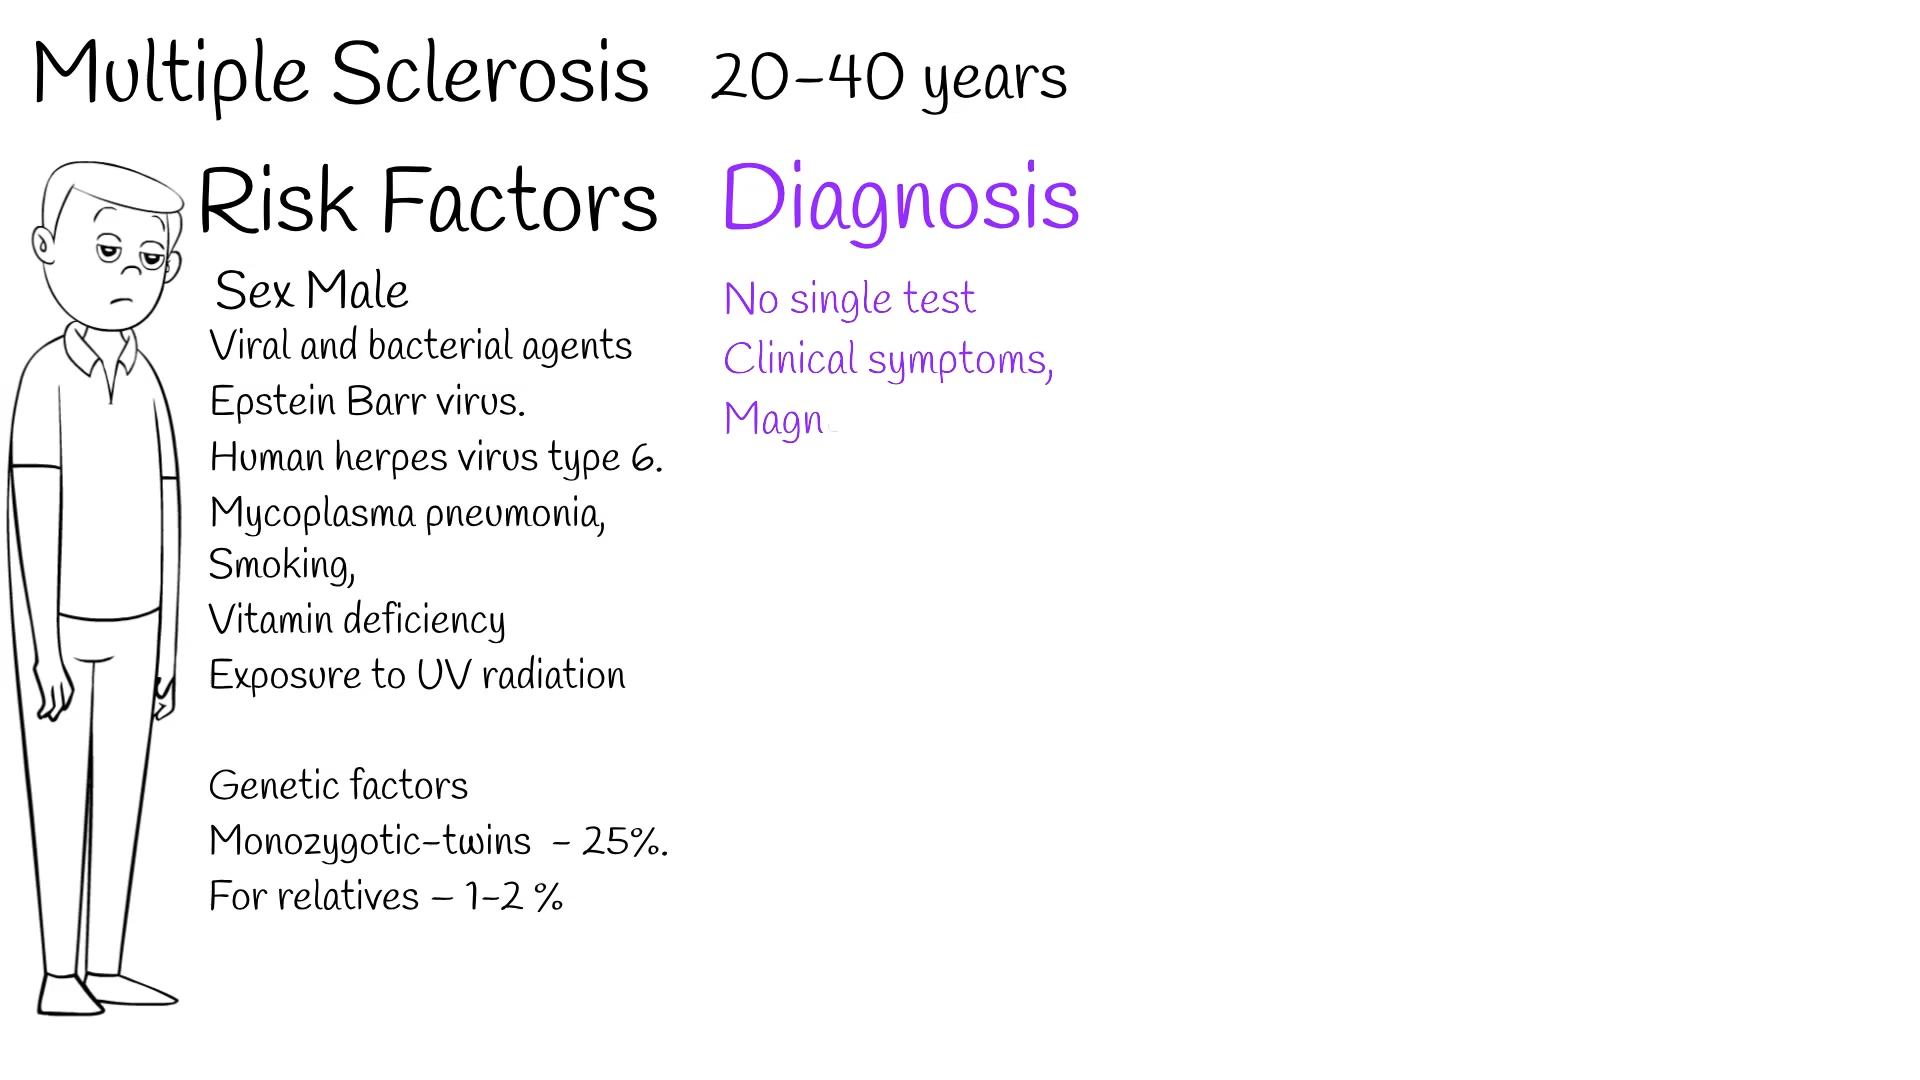 Multiple Sclerosis 20-40 years
Risk Factors
Sex Male
Viral and bacterial agents
Epstein Barr virus.
Human herpes virus type 6.
Mycoplasma pneumonia,
Smoking,
Vitamin deficiency
Exposure to UV radiation
Genetic factors
Monozygotic-twins - 25%.
For relatives – 1-2 %
Diagnosis
No single test
Clinical symptoms,
Magn